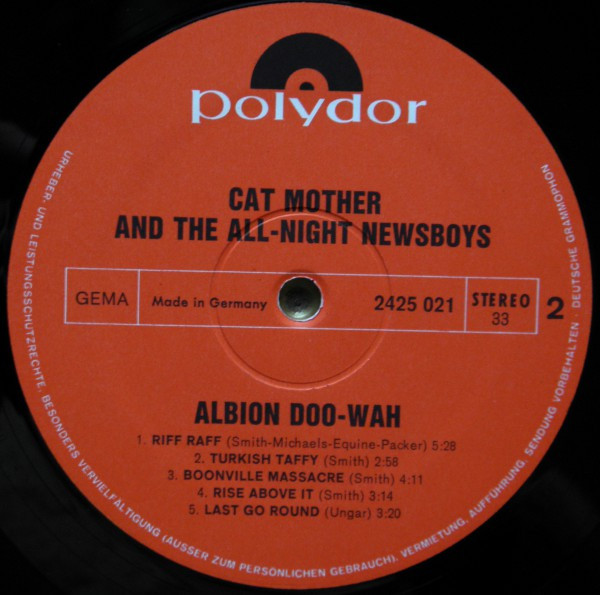 polydor
CAT MOTHER
AND THE ALL-NIGHT NEWSBOYS
GEMA
Made in Germany
2425 021
STEREO
33
2
ALBION DOO-WAH
1. RIFF RAFF (Smith-Michaels-Equine-Packer) 5:28
2. TURKISH TAFFY (Smith) 2:58
3. BOONVILLE MASSACRE (Smith) 4:11
4. RISE ABOVE IT (Smith) 3:14
5. LAST GO ROUND (Ungar) 3:20
URHEBER- UND LEISTUNGSSCHUTZRECHTE, BESONDERS VERVIELFÄLTIGUNG (AUSSER ZUM PERSÖNLICHEN GEBRAUCH), VERMIETUNG, AUFFÜHRUNG, SENDUNG VORBEHALTEN · DEUTSCHE GRAMMOPHON